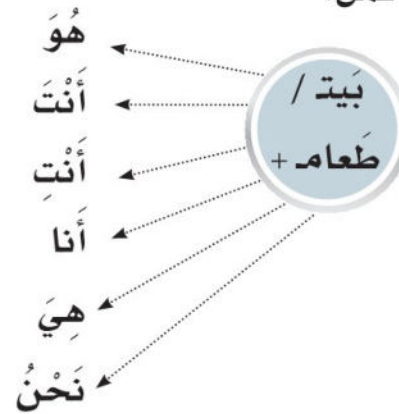 بَيتـ /
طَعامـ +
هُوَ
أَنْتَ
أَنْتِ
أَنا
هِيَ
نَحْنُ